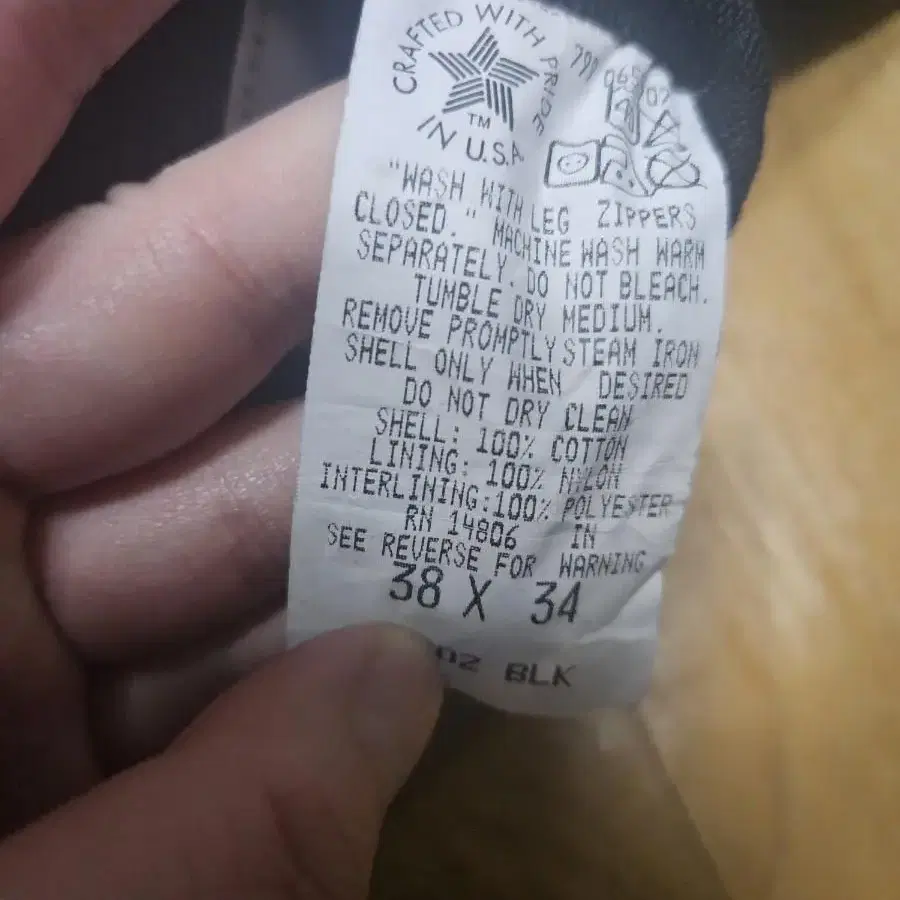 CRAFTED WITH PRIDE
TM
IN U.S.A
"WASH WITH LEG ZIPPERS
CLOSED." MACHINE WASH WARM
SEPARATELY. DO NOT BLEACH.
TUMBLE DRY MEDIUM.
REMOVE PROMPTLY STEAM IRON
SHELL ONLY WHEN DESIRED
DO NOT DRY CLEAN
SHELL: 100% COTTON
LINING: 100% NYLON
INTERLINING:100% POLYESTER
RN 14806 IN
SEE REVERSE FOR WARNING
38 X 34
BLK